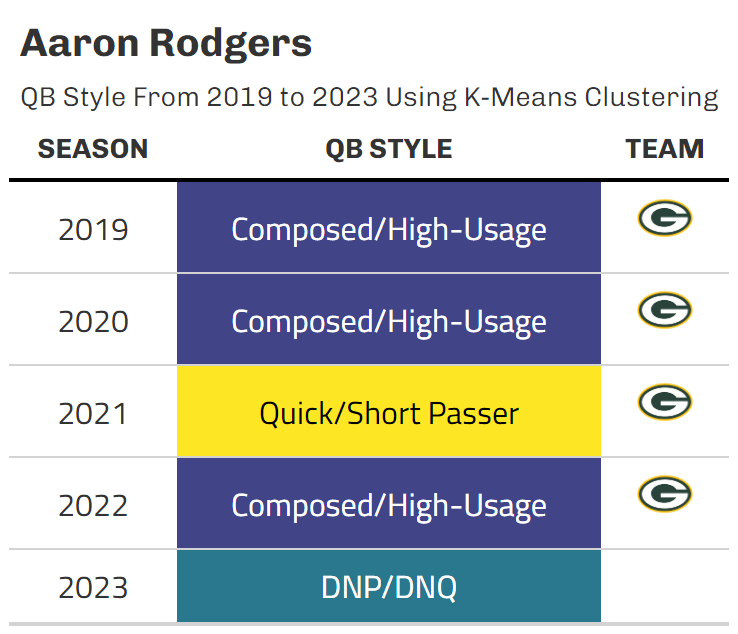 Aaron Rodgers
QB Style From 2019 to 2023 Using K-Means Clustering
SEASON QB STYLE TEAM
2019 Composed/High-Usage G
2020 Composed/High-Usage G
2021 Quick/Short Passer G
2022 Composed/High-Usage G
2023 DNP/DNQ